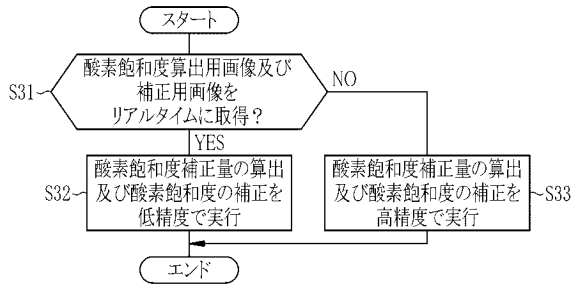 スタート
S31
酸素飽和度算出用画像及び
補正用画像を
リアルタイムに取得？
NO
YES
S32
酸素飽和度補正量の算出
及び酸素飽和度の補正を
低精度で実行
酸素飽和度補正量の算出
及び酸素飽和度の補正を
高精度で実行
S33
エンド